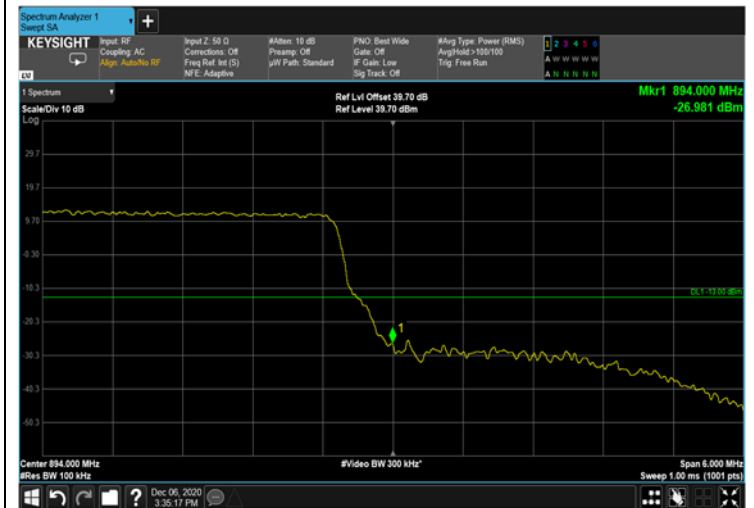 Spectrum Analyzer 1
Swept SA
+
KEYSIGHT
Input: RF
Coupling: AC
Align: Auto/No RF
Input Z: 50 Ω
Corrections: Off
Freq Ref: Int (S)
NFE: Adaptive
#Atten: 10 dB
Preamp: Off
µW Path: Standard
PNO: Best Wide
Gate: Off
IF Gain: Low
Sig Track: Off
#Avg Type: Power (RMS)
Avg|Hold:>100/100
Trig: Free Run
1 2 3 4 5 6
A W W W W W
A N N N N N
1 Spectrum
Scale/Div 10 dB
Log
Ref Lvl Offset 39.70 dB
Ref Level 39.70 dBm
Mkr1 894.000 MHz
-26.981 dBm
29.7
19.7
9.70
-0.30
-10.3
DL1 -13.00 dBm
-20.3
1
-30.3
-40.3
-50.3
Center 894.000 MHz
#Res BW 100 kHz
#Video BW 300 kHz*
Span 6.000 MHz
Sweep 1.00 ms (1001 pts)
?
Dec 06, 2020
3:35:17 PM